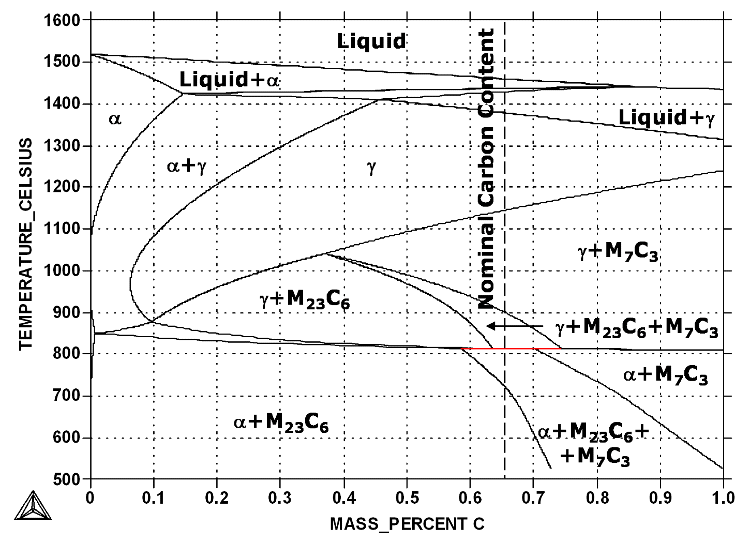 1600
1500
1400
1300
1200
1100
1000
900
800
700
600
500
TEMPERATURE_CELSIUS
Liquid
Liquid+α
α
α+γ
γ
Liquid+γ
Nominal Carbon Content
γ+M₇C₃
γ+M₂₃C₆
γ+M₂₃C₆+M₇C₃
α+M₇C₃
α+M₂₃C₆
α+M₂₃C₆+
+M₇C₃
0 0.1 0.2 0.3 0.4 0.5 0.6 0.7 0.8 0.9 1.0
MASS_PERCENT C